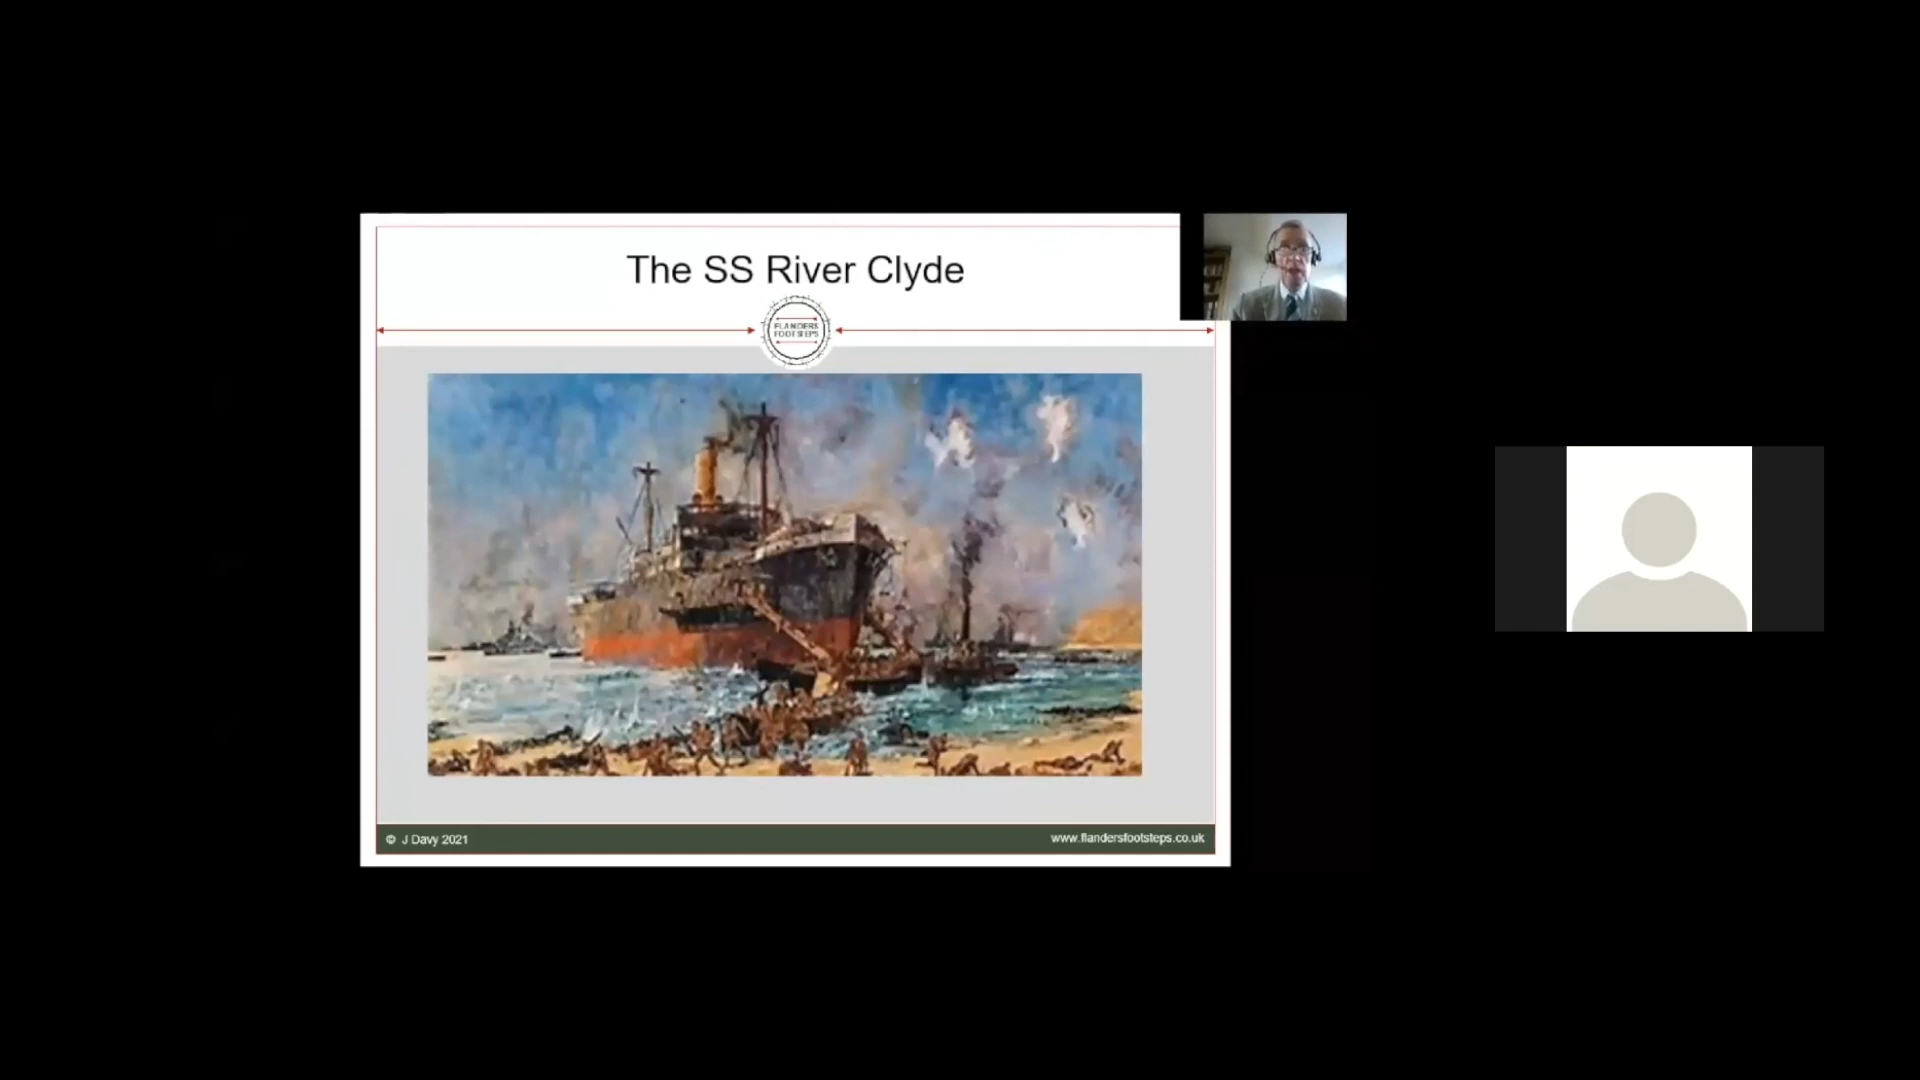 The SS River Clyde
FLANDERS
FOOTSTEPS
© J Davy 2021
www.flandersfootsteps.co.uk